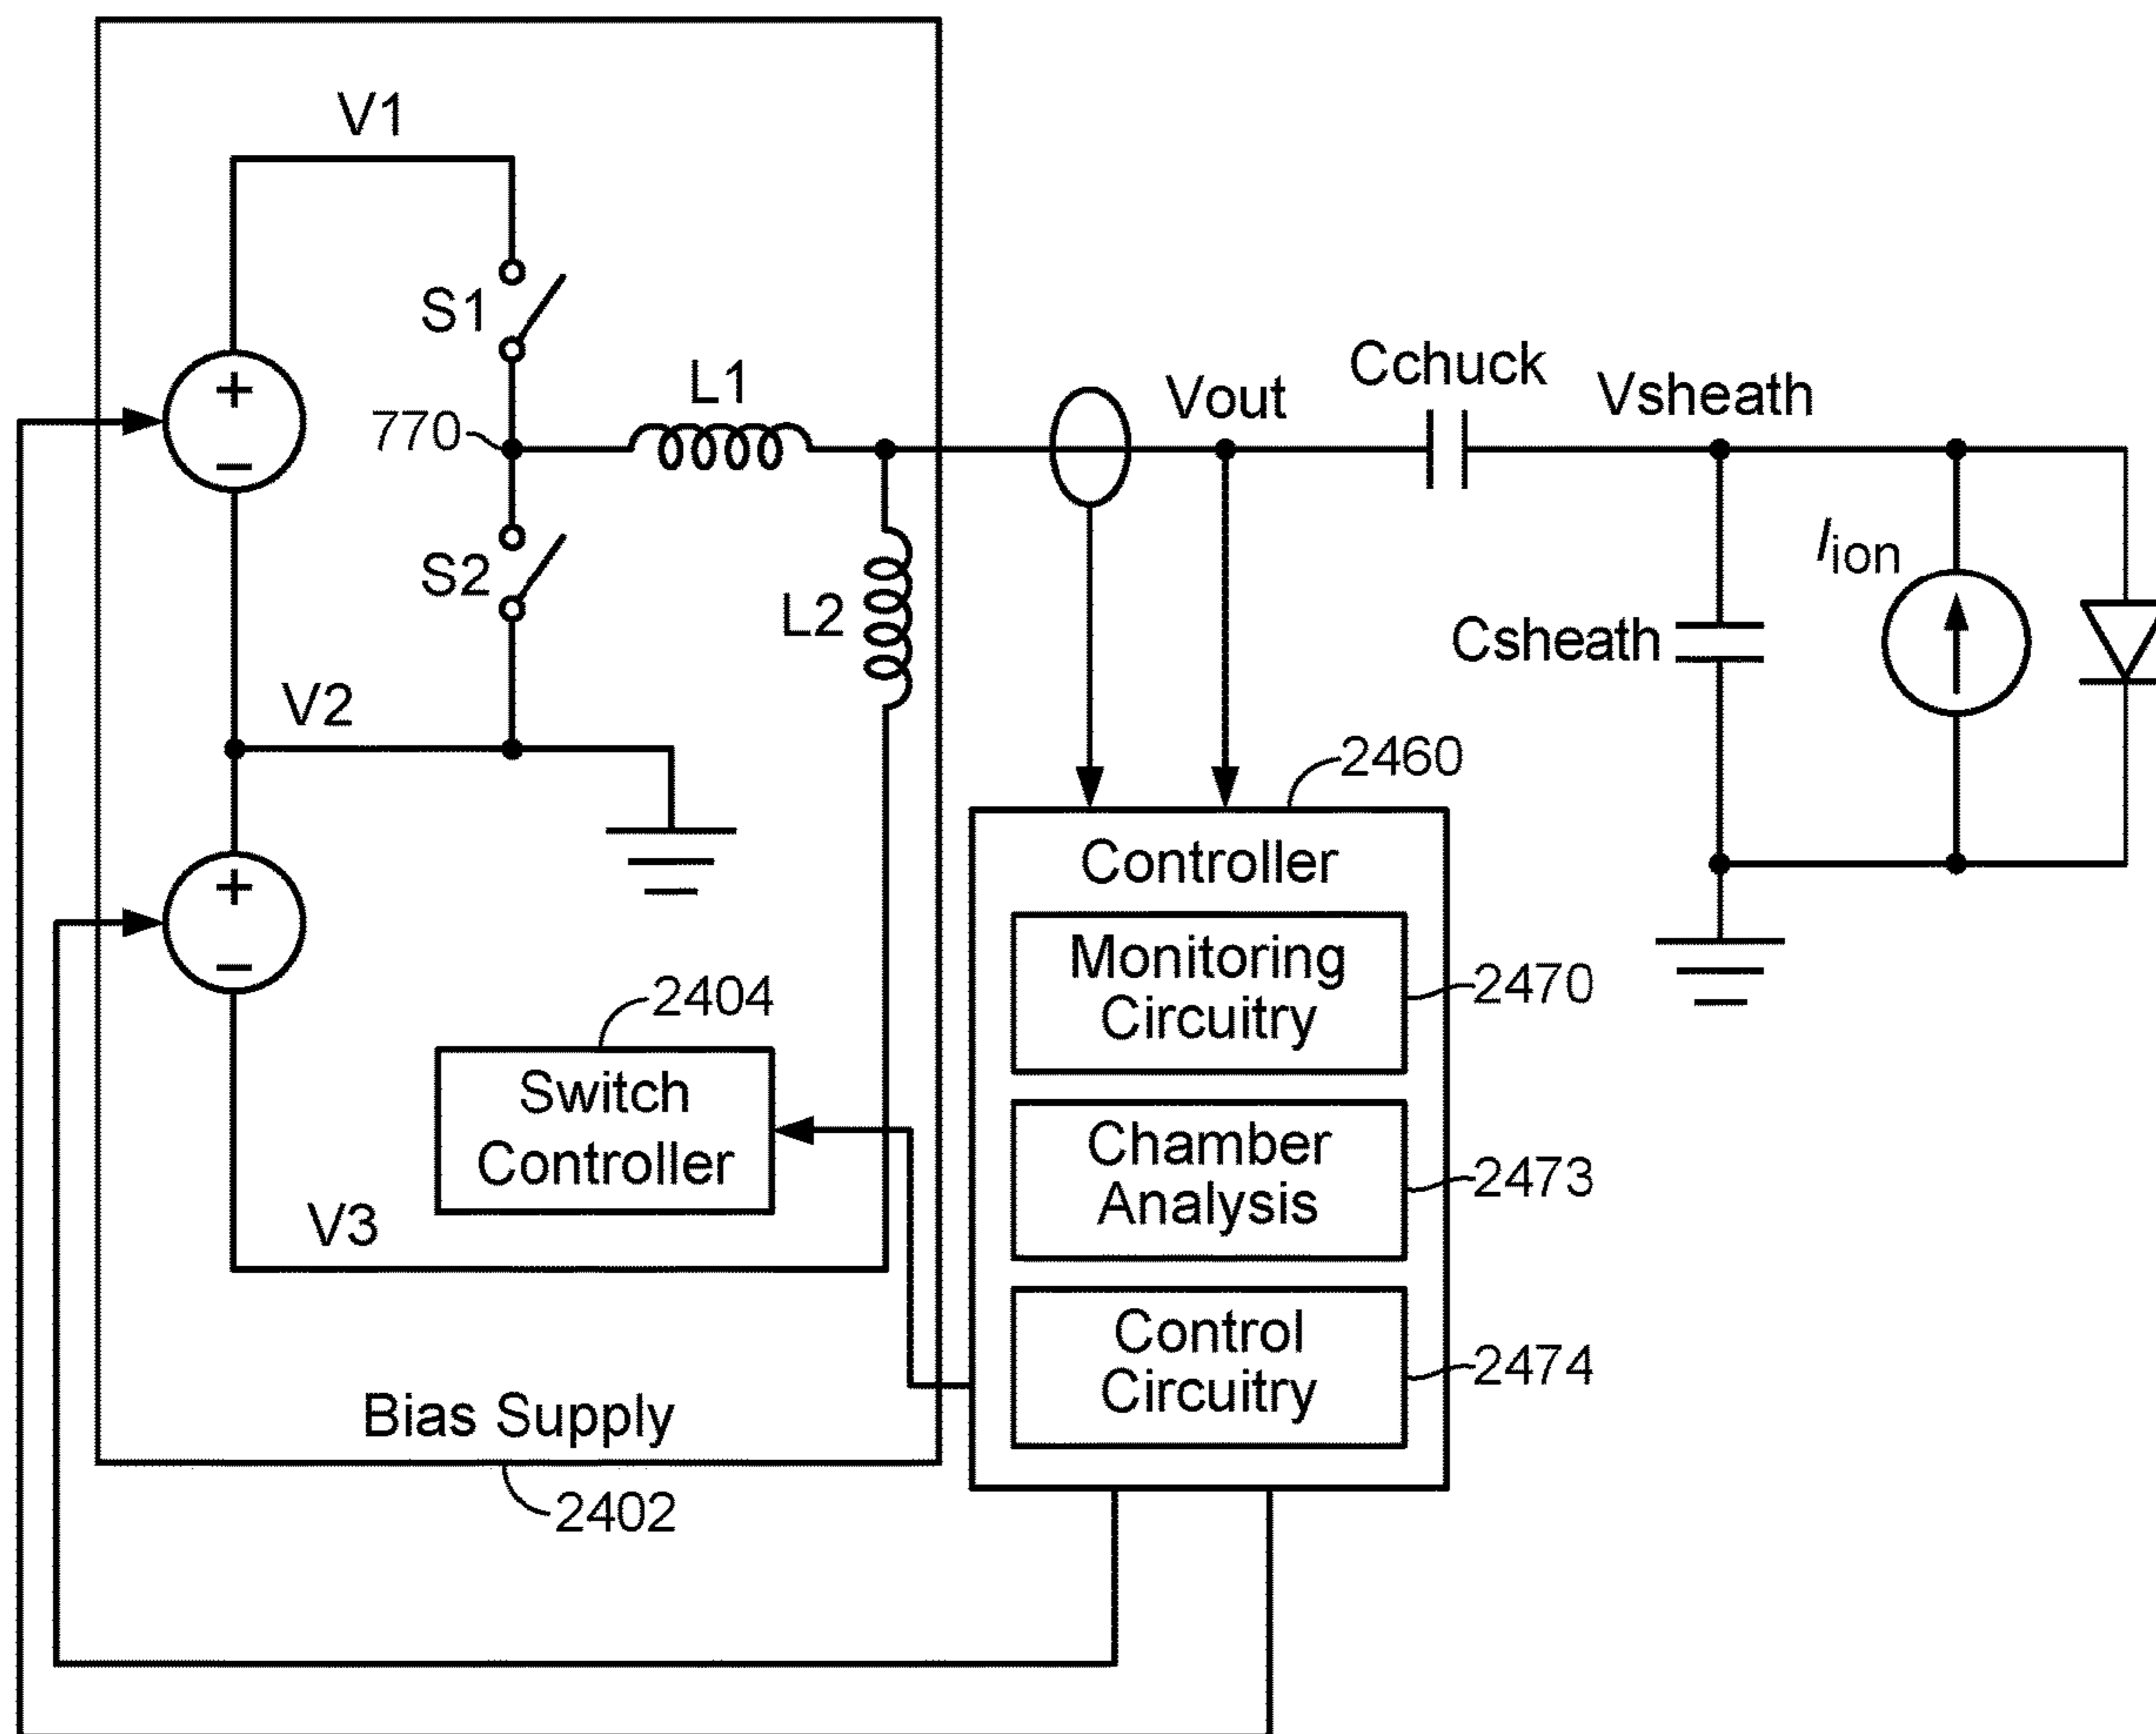 V1
+
−
S1
770
L1
Vout
Cchuck
Vsheath
S2
L2
Csheath
Iion
V2
2460
+
−
Controller
Monitoring
Circuitry
2470
2404
Switch
Controller
Chamber
Analysis
2473
V3
Control
Circuitry
2474
Bias Supply
2402